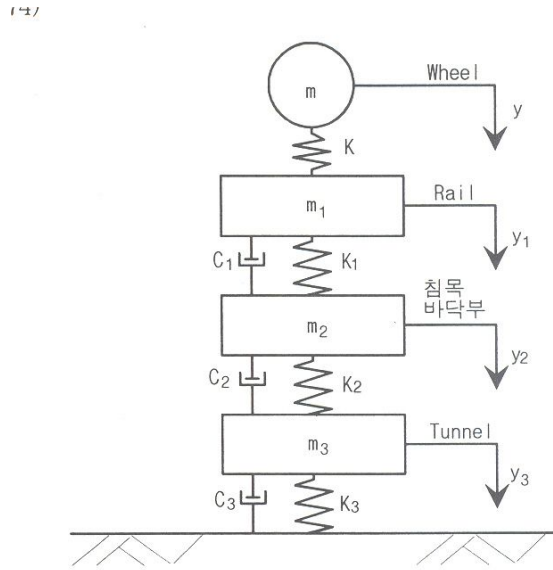 Wheel
m
y
K
Rail
m1
y1
C1
K1
침목
바닥부
m2
y2
C2
K2
Tunnel
m3
y3
C3
K3